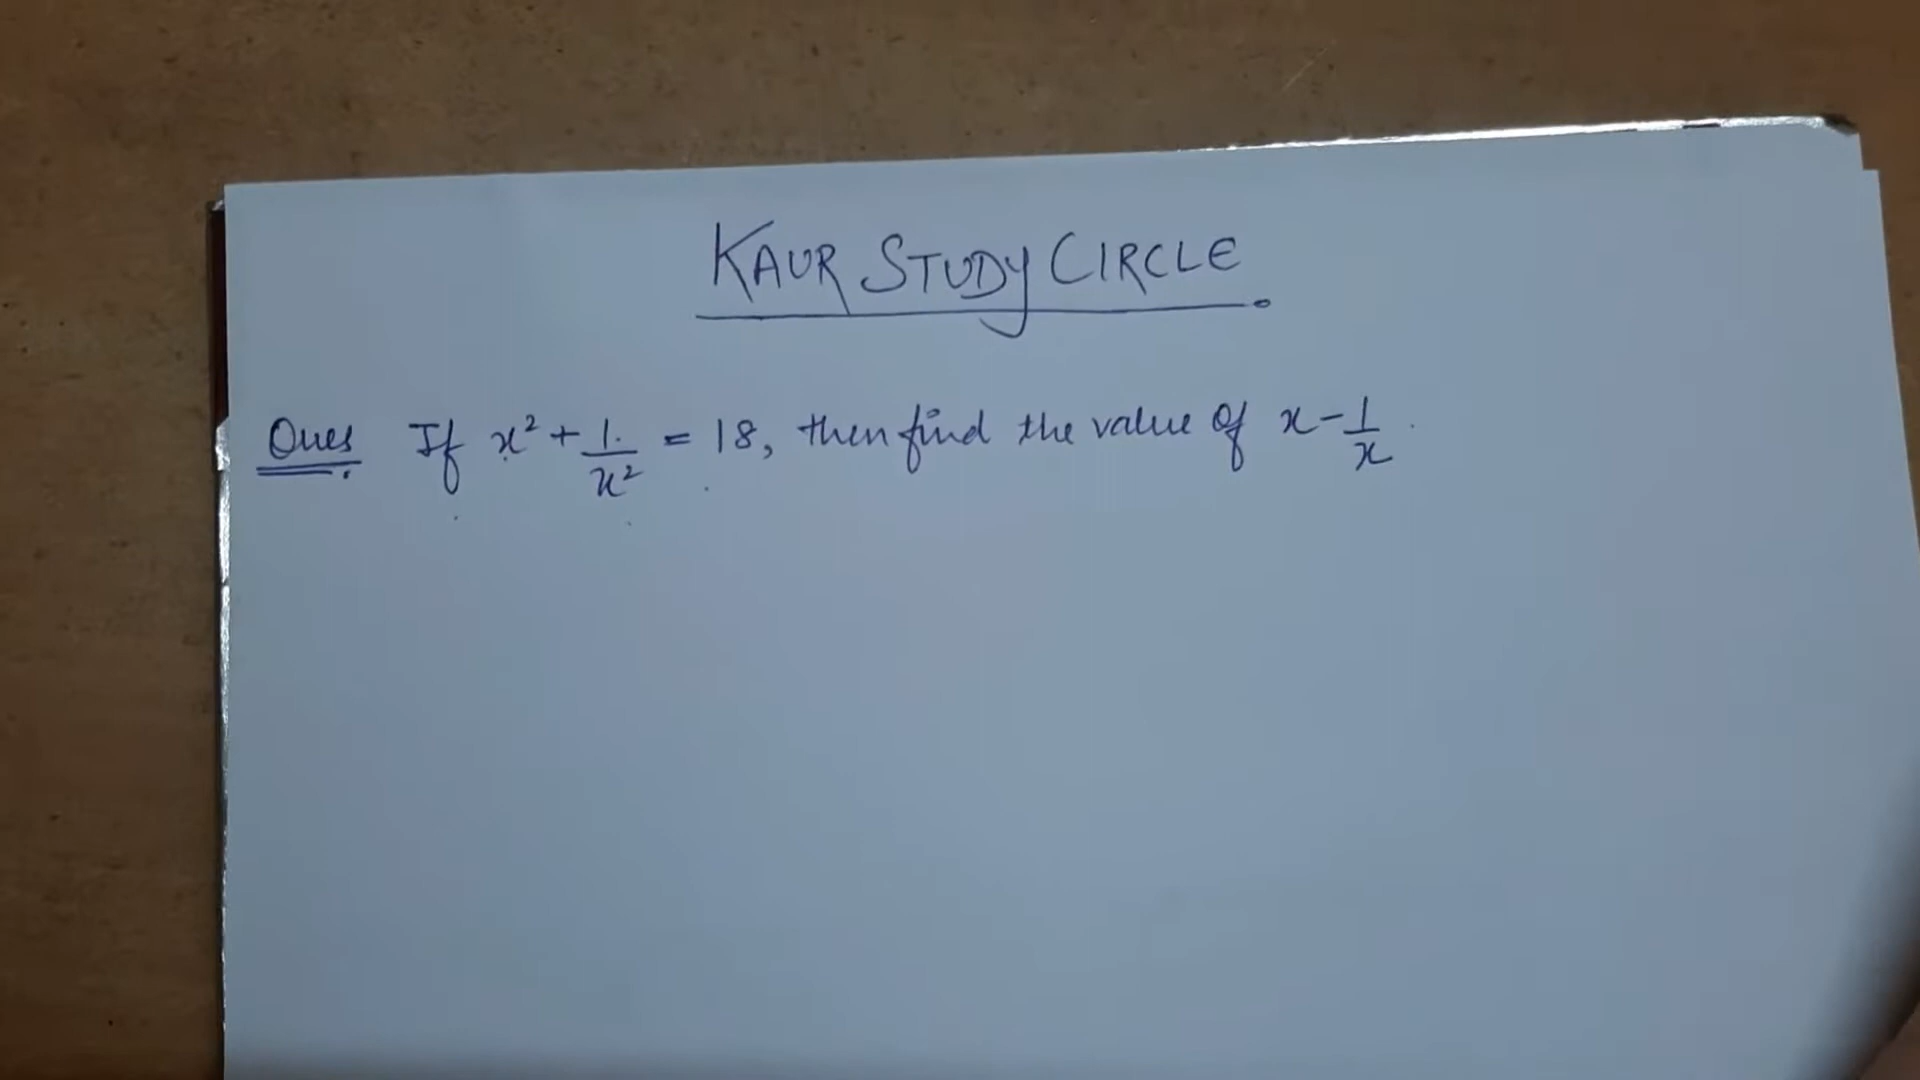 KAUR STUDY CIRCLE.
Ques. If x² + 1/x² = 18, then find the value of x - 1/x.